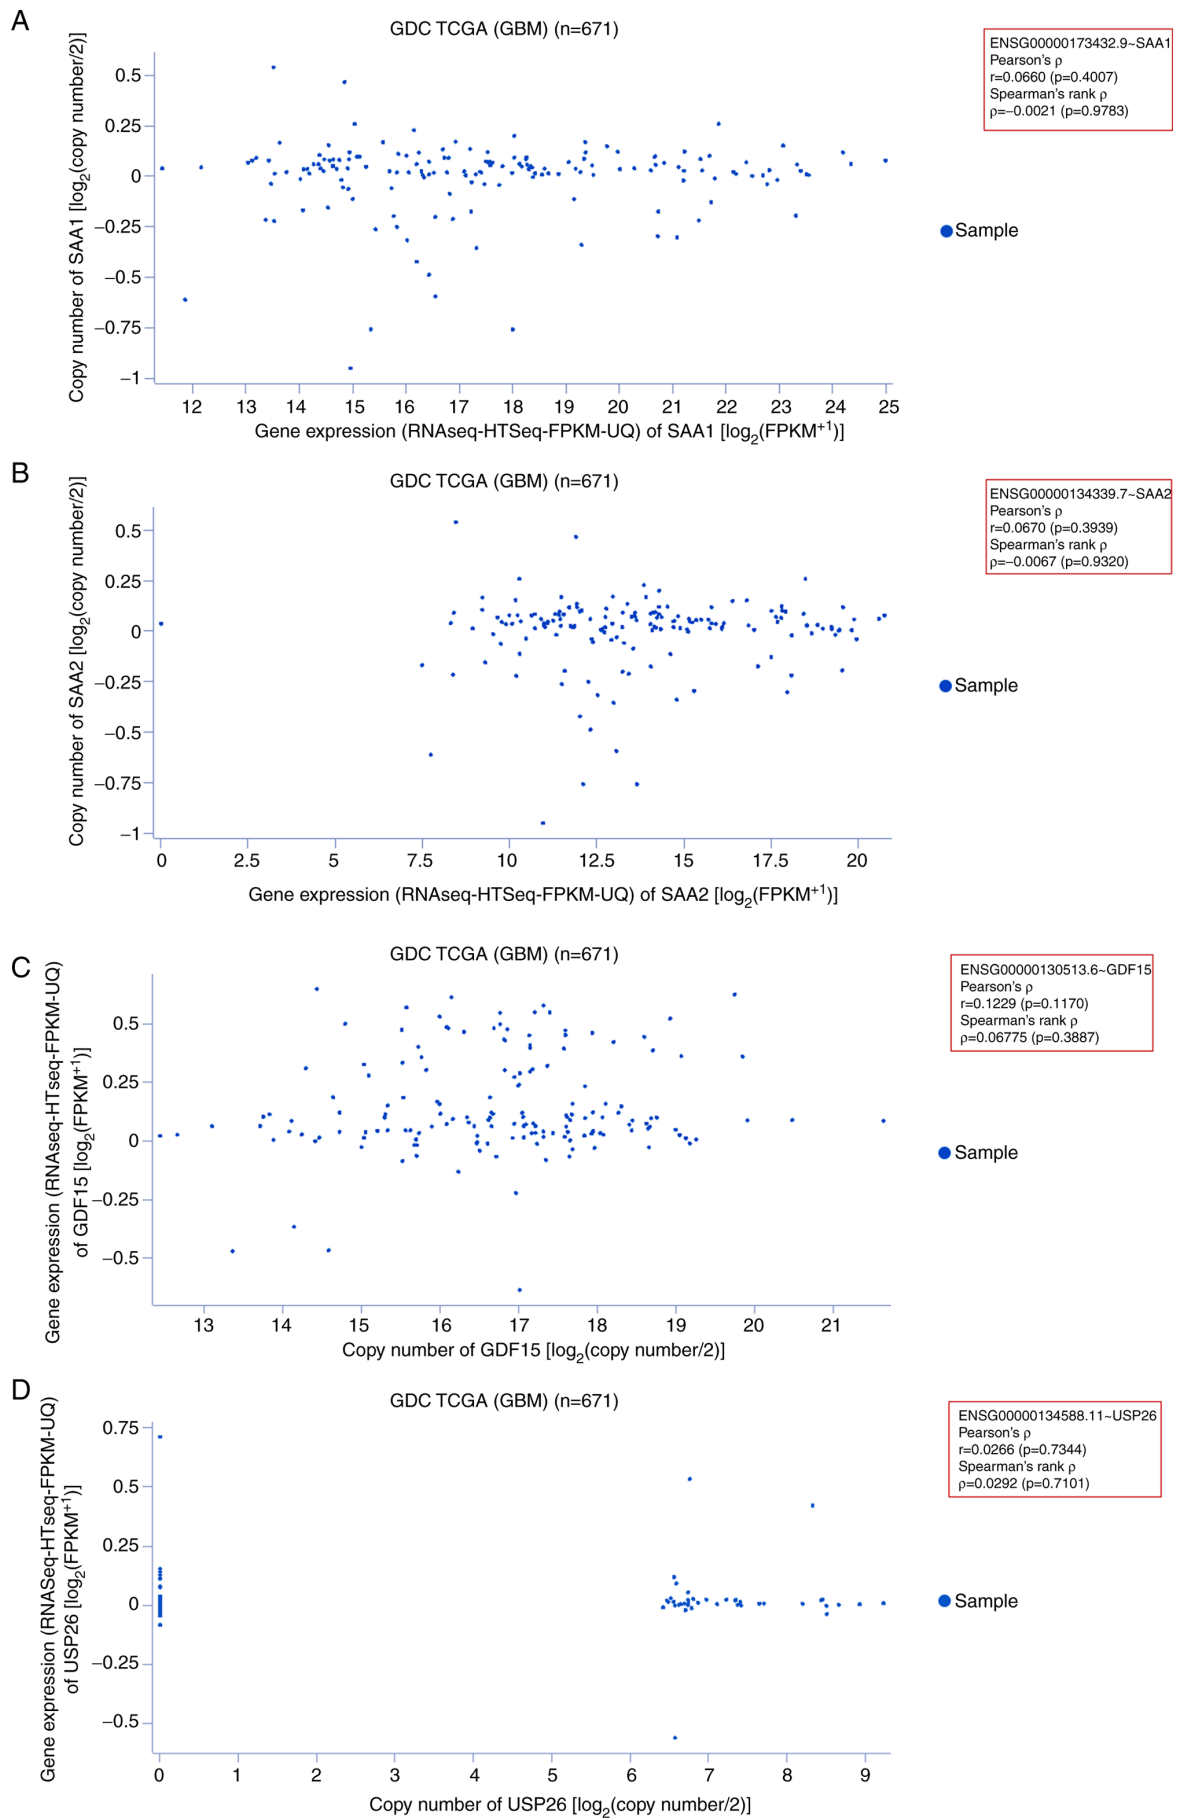 A
GDC TCGA (GBM) (n=671)
Copy number of SAA1 [log2(copy number/2)]
0.5
0.25
0
−0.25
−0.5
−0.75
−1
12 13 14 15 16 17 18 19 20 21 22 23 24 25
Gene expression (RNAseq-HTSeq-FPKM-UQ) of SAA1 [log2(FPKM+1)]
ENSG00000173432.9~SAA1
Pearson's ρ
r=0.0660 (p=0.4007)
Spearman's rank ρ
ρ=−0.0021 (p=0.9783)
Sample
B
GDC TCGA (GBM) (n=671)
Copy number of SAA2 [log2(copy number/2)]
0.5
0.25
0
−0.25
−0.5
−0.75
−1
0 2.5 5 7.5 10 12.5 15 17.5 20
Gene expression (RNAseq-HTSeq-FPKM-UQ) of SAA2 [log2(FPKM+1)]
ENSG00000134339.7~SAA2
Pearson's ρ
r=0.0670 (p=0.3939)
Spearman's rank ρ
ρ=−0.0067 (p=0.9320)
Sample
C
GDC TCGA (GBM) (n=671)
Gene expression (RNAseq-HTseq-FPKM-UQ)
of GDF15 [log2(FPKM+1)]
0.5
0.25
0
−0.25
−0.5
13 14 15 16 17 18 19 20 21
Copy number of GDF15 [log2(copy number/2)]
ENSG00000130513.6~GDF15
Pearson's ρ
r=0.1229 (p=0.1170)
Spearman's rank ρ
ρ=0.06775 (p=0.3887)
Sample
D
GDC TCGA (GBM) (n=671)
Gene expression (RNASeq-HTseq-FPKM-UQ)
of USP26 [log2(FPKM+1)]
0.75
0.5
0.25
0
−0.25
−0.5
0 1 2 3 4 5 6 7 8 9
Copy number of USP26 [log2(copy number/2)]
ENSG00000134588.11~USP26
Pearson's ρ
r=0.0266 (p=0.7344)
Spearman's rank ρ
ρ=0.0292 (p=0.7101)
Sample